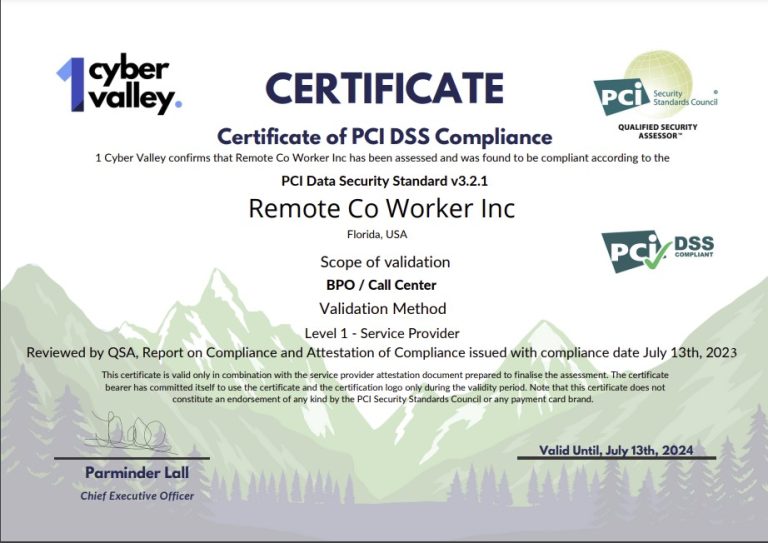 1 cyber
valley.
CERTIFICATE
PCi Security
Standards Council
QUALIFIED SECURITY
ASSESSOR™
Certificate of PCI DSS Compliance
1 Cyber Valley confirms that Remote Co Worker Inc has been assessed and was found to be compliant according to the
PCI Data Security Standard v3.2.1
Remote Co Worker Inc
Florida, USA
PCi DSS
COMPLIANT
Scope of validation
BPO / Call Center
Validation Method
Level 1 - Service Provider
Reviewed by QSA, Report on Compliance and Attestation of Compliance issued with compliance date July 13th, 2023
This certificate is valid only in combination with the service provider attestation document prepared to finalise the assessment. The certificate
bearer has committed itself to use the certificate and the certification logo only during the validity period. Note that this certificate does not
constitute an endorsement of any kind by the PCI Security Standards Council or any payment card brand.
Valid Until, July 13th, 2024
Parminder Lall
Chief Executive Officer